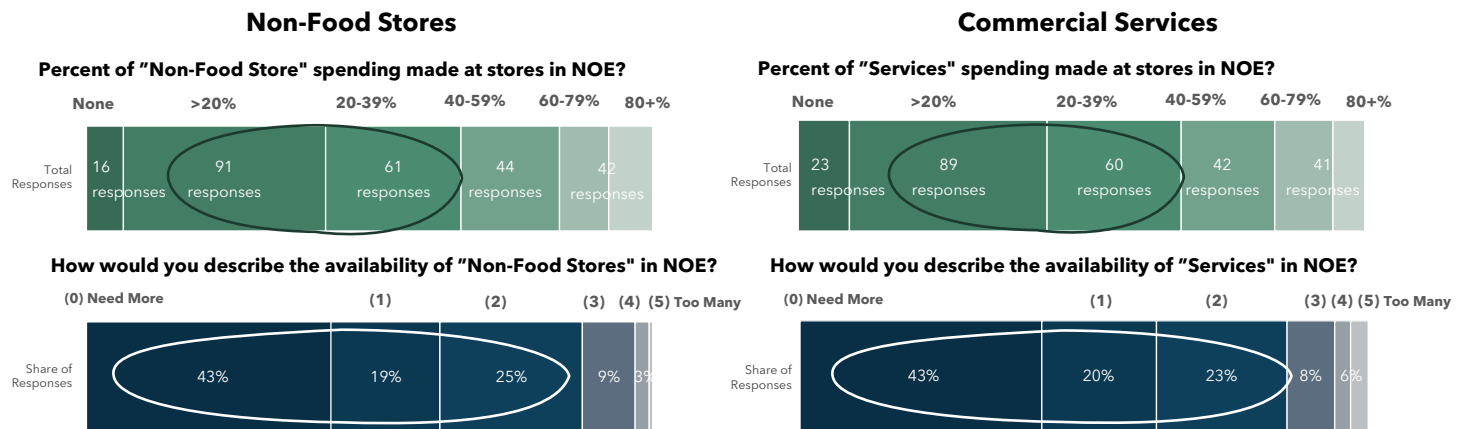 Non-Food Stores
Percent of ”Non-Food Store" spending made at stores in NOE?
None >20% 20-39% 40-59% 60-79% 80+%
Total
Responses
16 91 61 44 42
responses responses responses responses responses
How would you describe the availability of ”Non-Food Stores" in NOE?
(0) Need More (1) (2) (3) (4) (5) Too Many
Share of
Responses
43% 19% 25% 9% 3%
Commercial Services
Percent of ”Services" spending made at stores in NOE?
None >20% 20-39% 40-59% 60-79% 80+%
Total
Responses
23 89 60 42 41
responses responses responses responses responses
How would you describe the availability of ”Services" in NOE?
(0) Need More (1) (2) (3) (4) (5) Too Many
Share of
Responses
43% 20% 23% 8% 6%